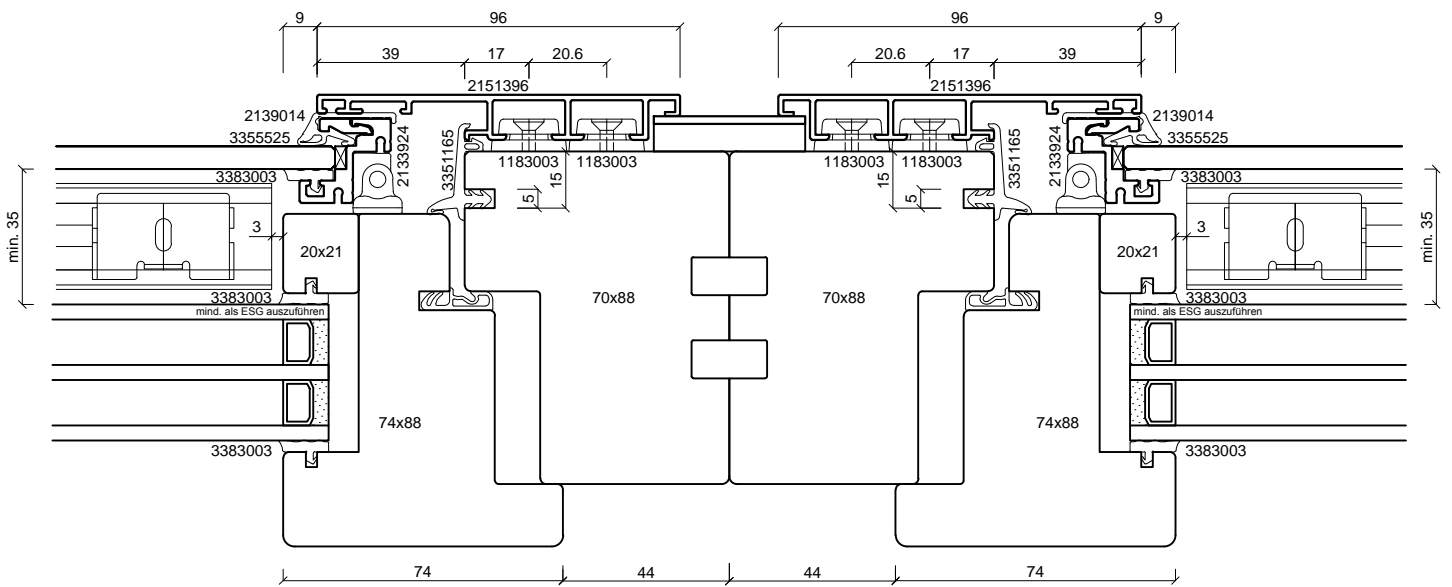 9 96 96 9
39 17 20.6 20.6 17 39
2151396 2151396
2139014 2139014
3355525 3355525
2133924 3351165 3351165 2133924
1183003 1183003 1183003 1183003
3383003 3383003
15 15
5 5
min. 35 min. 35
3 3
20x21 20x21
3383003 70x88 70x88 3383003
mind. als ESG auszuführen mind. als ESG auszuführen
74x88 74x88
3383003 3383003
74 44 44 74